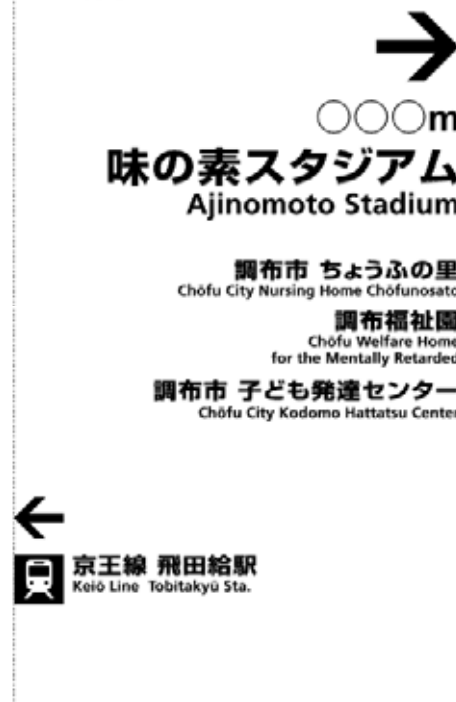 ○○○m
味の素スタジアム
Ajinomoto Stadium
調布市 ちょうふの里
Chōfu City Nursing Home Chōfunosato
調布福祉園
Chōfu Welfare Home
for the Mentally Retarded
調布市 子ども発達センター
Chōfu City Kodomo Hattatsu Center
京王線 飛田給駅
Keiō Line Tobitakyū Sta.